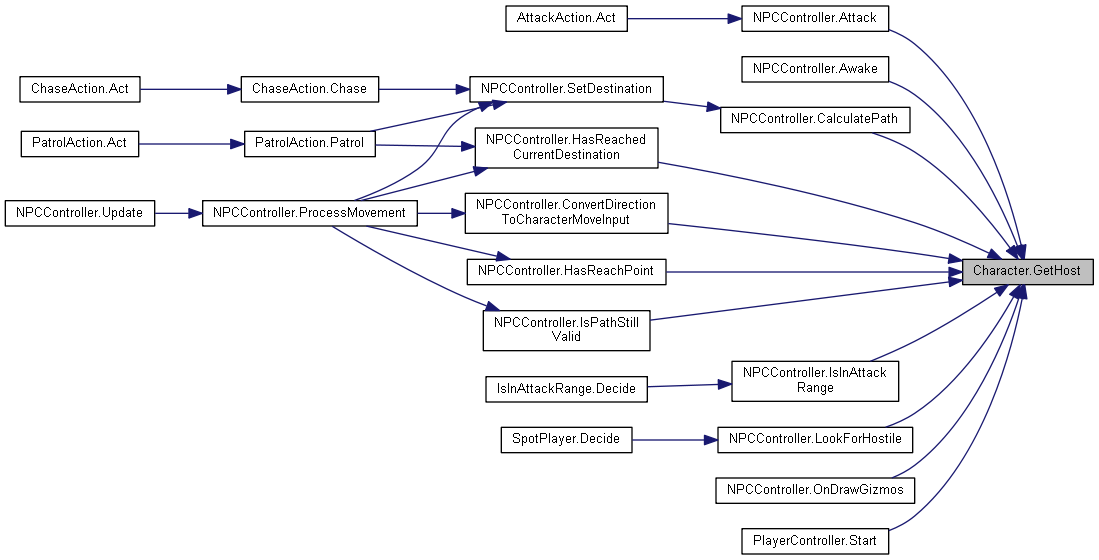 AttackAction.Act
NPCController.Attack
NPCController.Awake
ChaseAction.Act
ChaseAction.Chase
NPCController.SetDestination
NPCController.CalculatePath
PatrolAction.Act
PatrolAction.Patrol
NPCController.HasReached
CurrentDestination
NPCController.Update
NPCController.ProcessMovement
NPCController.ConvertDirection
ToCharacterMoveInput
NPCController.HasReachPoint
Character.GetHost
NPCController.IsPathStill
Valid
IsInAttackRange.Decide
NPCController.IsInAttack
Range
SpotPlayer.Decide
NPCController.LookForHostile
NPCController.OnDrawGizmos
PlayerController.Start